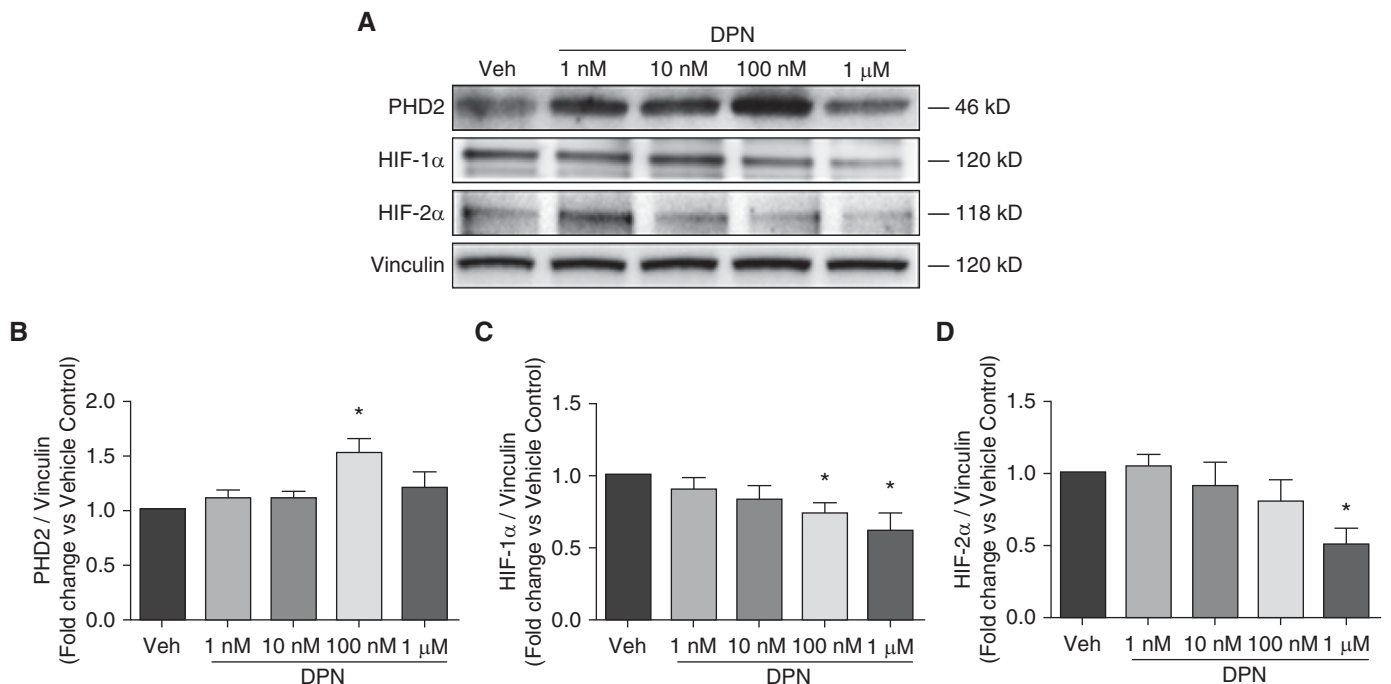 A
DPN
Veh 1 nM 10 nM 100 nM 1 μM
PHD2 — 46 kD
HIF-1α — 120 kD
HIF-2α — 118 kD
Vinculin — 120 kD
B
PHD2 / Vinculin
(Fold change vs Vehicle Control)
2.0
1.5
1.0
0.5
0.0
*
Veh 1 nM 10 nM 100 nM 1 μM
DPN
C
HIF-1α / Vinculin
(Fold change vs Vehicle Control)
1.5
1.0
0.5
0.0
* *
Veh 1 nM 10 nM 100 nM 1 μM
DPN
D
HIF-2α / Vinculin
(Fold change vs Vehicle Control)
1.5
1.0
0.5
0.0
*
Veh 1 nM 10 nM 100 nM 1 μM
DPN